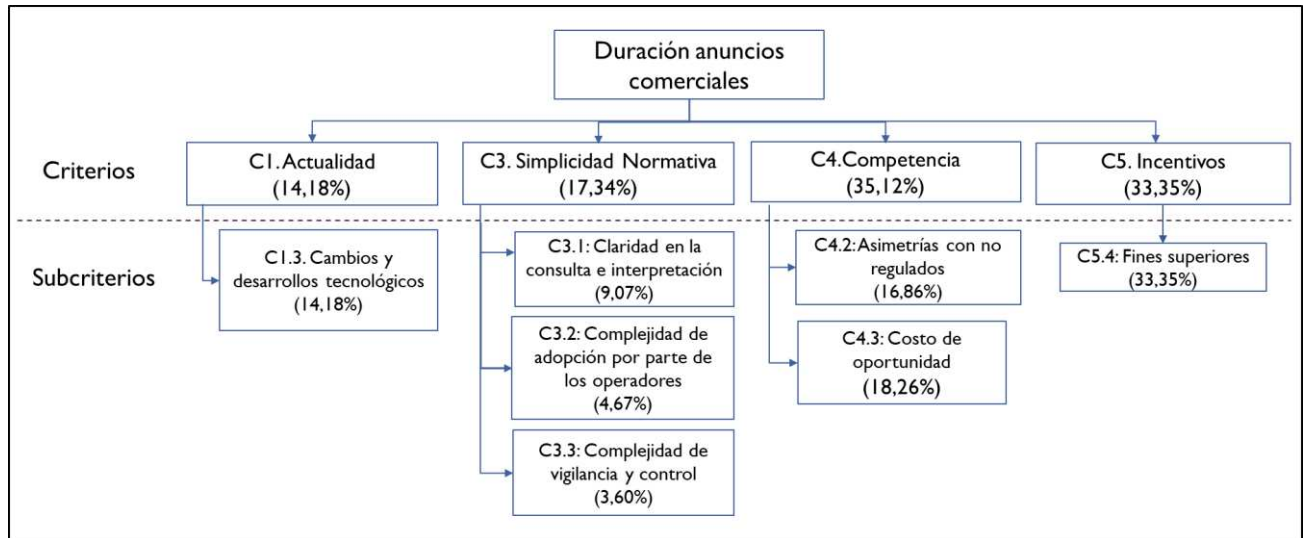 Duración anuncios
comerciales
Criterios
C1. Actualidad
(14,18%)
C3. Simplicidad Normativa
(17,34%)
C4.Competencia
(35,12%)
C5. Incentivos
(33,35%)
Subcriterios
C1.3. Cambios y
desarrollos tecnológicos
(14,18%)
C3.1: Claridad en la
consulta e interpretación
(9,07%)
C3.2: Complejidad de
adopción por parte de
los operadores
(4,67%)
C3.3: Complejidad de
vigilancia y control
(3,60%)
C4.2: Asimetrías con no
regulados
(16,86%)
C4.3: Costo de
oportunidad
(18,26%)
C5.4: Fines superiores
(33,35%)